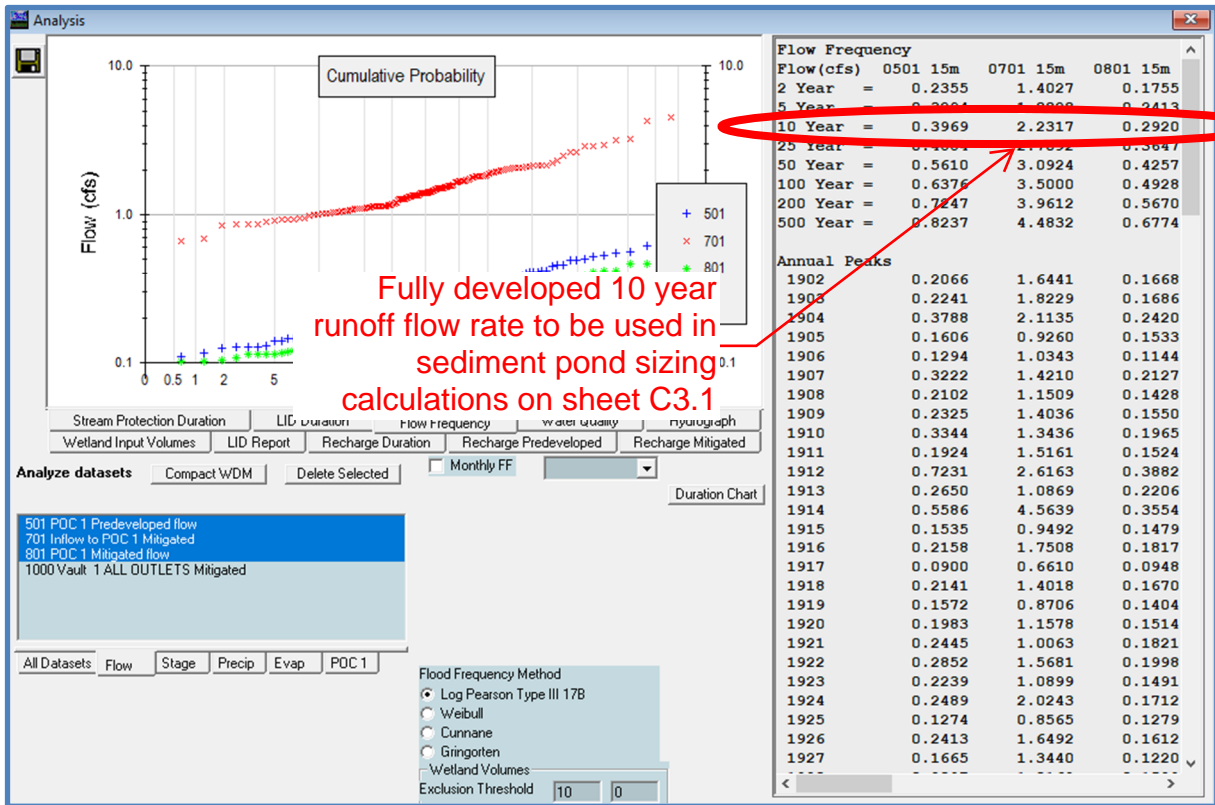 Analysis
Cumulative Probability
10.0
1.0
0.1
Flow (cfs)
10.0
0.1
0 0.5 1 2 5
501
701
801
Fully developed 10 year
runoff flow rate to be used in
sediment pond sizing
calculations on sheet C3.1
Stream Protection Duration LID Duration Flow Frequency Water Quality Hydrograph
Wetland Input Volumes LID Report Recharge Duration Recharge Predeveloped Recharge Mitigated
Analyze datasets Compact WDM Delete Selected Monthly FF
Duration Chart
501 POC 1 Predeveloped flow
701 Inflow to POC 1 Mitigated
801 POC 1 Mitigated flow
1000 Vault 1 ALL OUTLETS Mitigated
All Datasets Flow Stage Precip Evap POC 1
Flood Frequency Method
Log Pearson Type III 17B
Weibull
Cunnane
Gringorten
Wetland Volumes
Exclusion Threshold 10 0
Flow Frequency
Flow(cfs) 0501 15m 0701 15m 0801 15m
2 Year = 0.2355 1.4027 0.1755
5 Year = 0.2413
10 Year = 0.3969 2.2317 0.2920
25 Year = 0.3647
50 Year = 0.5610 3.0924 0.4257
100 Year = 0.6376 3.5000 0.4928
200 Year = 0.7247 3.9612 0.5670
500 Year = 0.8237 4.4832 0.6774
Annual Peaks
1902 0.2066 1.6441 0.1668
1903 0.2241 1.8229 0.1686
1904 0.3788 2.1135 0.2420
1905 0.1606 0.9260 0.1533
1906 0.1294 1.0343 0.1144
1907 0.3222 1.4210 0.2127
1908 0.2102 1.1509 0.1428
1909 0.2325 1.4036 0.1550
1910 0.3344 1.3436 0.1965
1911 0.1924 1.5161 0.1524
1912 0.7231 2.6163 0.3882
1913 0.2650 1.0869 0.2206
1914 0.5586 4.5639 0.3554
1915 0.1535 0.9492 0.1479
1916 0.2158 1.7508 0.1817
1917 0.0900 0.6610 0.0948
1918 0.2141 1.4018 0.1670
1919 0.1572 0.8706 0.1404
1920 0.1983 1.1578 0.1514
1921 0.2445 1.0063 0.1821
1922 0.2852 1.5681 0.1998
1923 0.2239 1.0899 0.1491
1924 0.2489 2.0243 0.1712
1925 0.1274 0.8565 0.1279
1926 0.2413 1.6492 0.1612
1927 0.1665 1.3440 0.1220